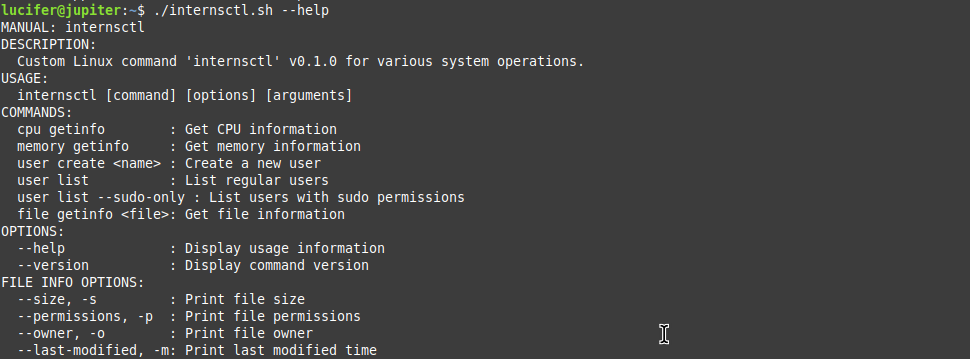 lucifer@jupiter:~$ ./internsctl.sh --help
MANUAL: internsctl
DESCRIPTION:
  Custom Linux command 'internsctl' v0.1.0 for various system operations.
USAGE:
  internsctl [command] [options] [arguments]
COMMANDS:
  cpu getinfo        : Get CPU information
  memory getinfo     : Get memory information
  user create <name> : Create a new user
  user list          : List regular users
  user list --sudo-only : List users with sudo permissions
  file getinfo <file>: Get file information
OPTIONS:
  --help             : Display usage information
  --version          : Display command version
FILE INFO OPTIONS:
  --size, -s         : Print file size
  --permissions, -p  : Print file permissions
  --owner, -o        : Print file owner
  --last-modified, -m: Print last modified time